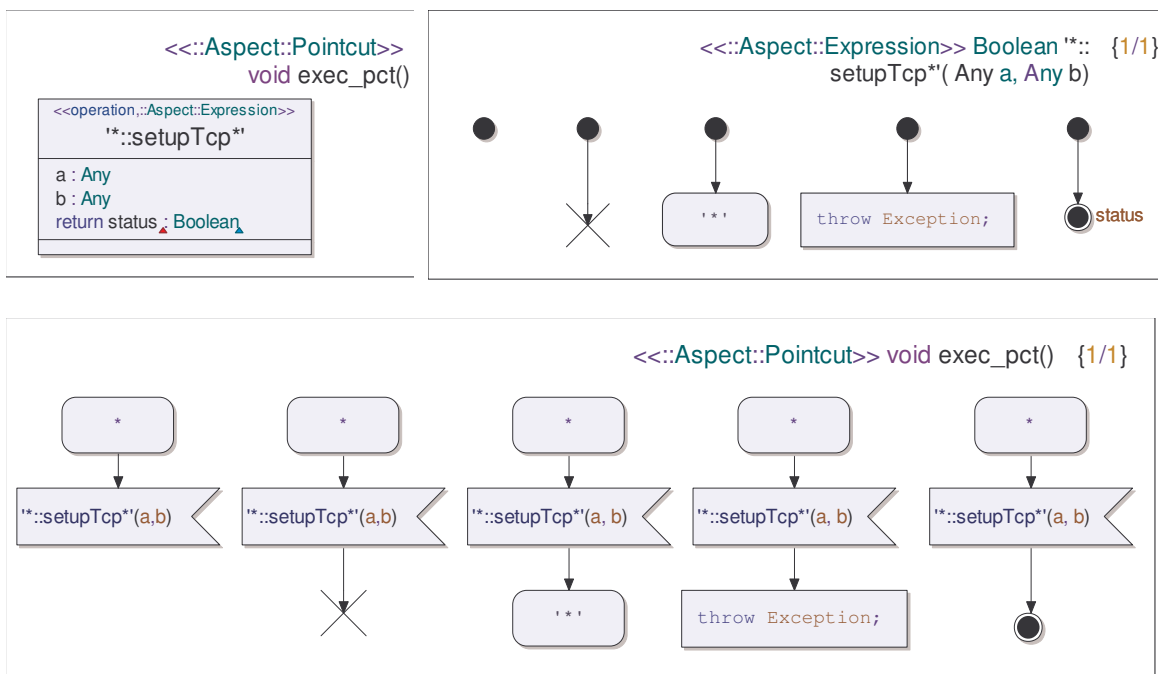 <<::Aspect::Pointcut>>
void exec_pct()
<<operation,::Aspect::Expression>>
'*::setupTcp*'
a : Any
b : Any
return status : Boolean
<<::Aspect::Expression>> Boolean '*:: {1/1}
setupTcp*'( Any a, Any b)
'*'
throw Exception;
status
<<::Aspect::Pointcut>> void exec_pct() {1/1}
* * * * *
'*::setupTcp*'(a,b) '*::setupTcp*'(a,b) '*::setupTcp*'(a, b) '*::setupTcp*'(a, b) '*::setupTcp*'(a, b)
'*' throw Exception;